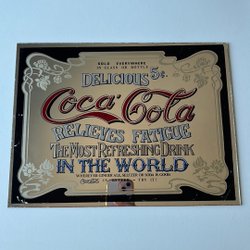 SOLD EVERYWHERE
IN GLASS OR BOTTLE
DELICIOUS 5¢.
Coca-Cola
RELIEVES FATIGUE
THE MOST REFRESHING DRINK
IN THE WORLD